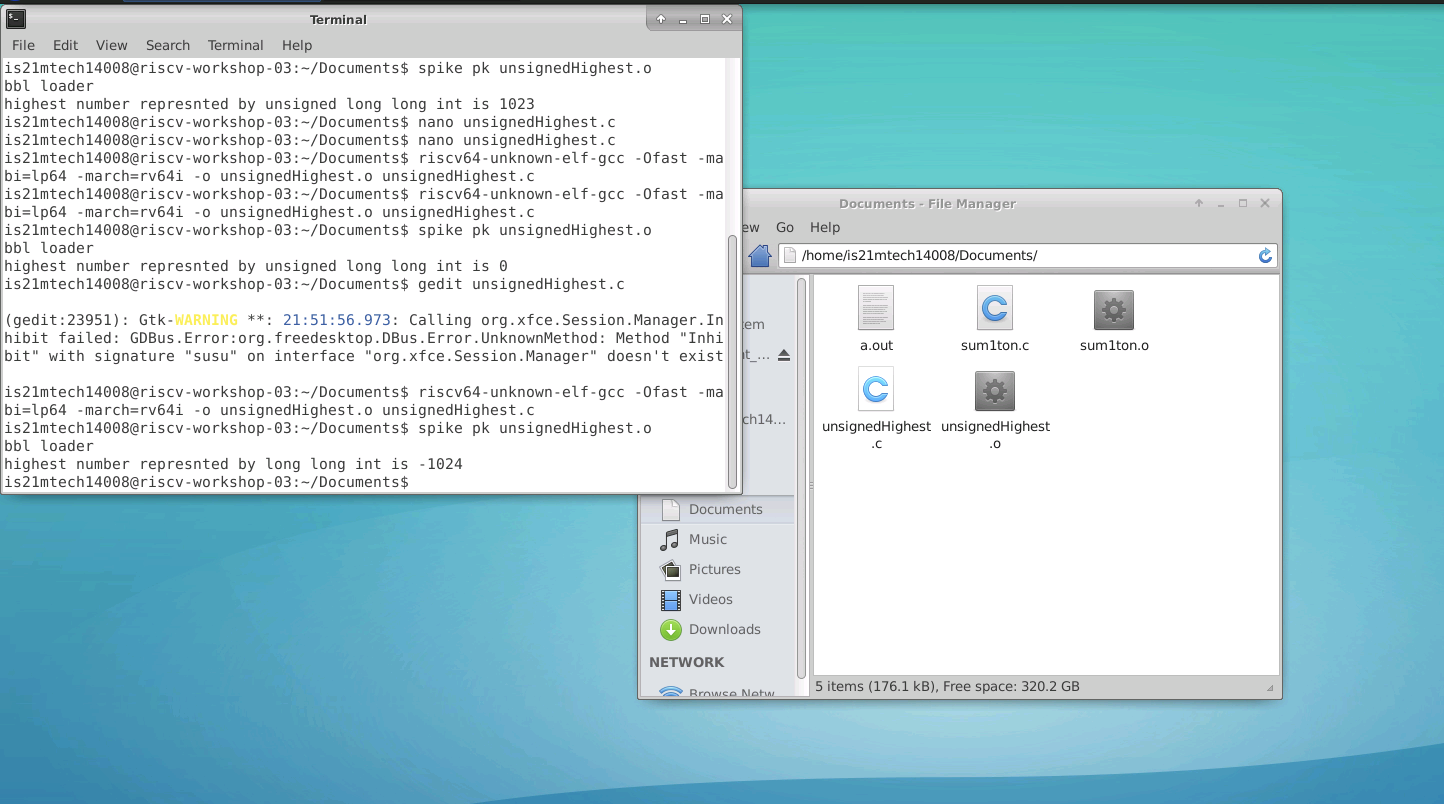 Terminal
File Edit View Search Terminal Help
is21mtech14008@riscv-workshop-03:~/Documents$ spike pk unsignedHighest.o
bbl loader
highest number represnted by unsigned long long int is 1023
is21mtech14008@riscv-workshop-03:~/Documents$ nano unsignedHighest.c
is21mtech14008@riscv-workshop-03:~/Documents$ nano unsignedHighest.c
is21mtech14008@riscv-workshop-03:~/Documents$ riscv64-unknown-elf-gcc -Ofast -ma
bi=lp64 -march=rv64i -o unsignedHighest.o unsignedHighest.c
is21mtech14008@riscv-workshop-03:~/Documents$ riscv64-unknown-elf-gcc -Ofast -ma
bi=lp64 -march=rv64i -o unsignedHighest.o unsignedHighest.c
is21mtech14008@riscv-workshop-03:~/Documents$ spike pk unsignedHighest.o
bbl loader
highest number represnted by unsigned long long int is 0
is21mtech14008@riscv-workshop-03:~/Documents$ gedit unsignedHighest.c
(gedit:23951): Gtk-WARNING **: 21:51:56.973: Calling org.xfce.Session.Manager.In
hibit failed: GDBus.Error:org.freedesktop.DBus.Error.UnknownMethod: Method "Inhi
bit" with signature "susu" on interface "org.xfce.Session.Manager" doesn't exist
is21mtech14008@riscv-workshop-03:~/Documents$ riscv64-unknown-elf-gcc -Ofast -ma
bi=lp64 -march=rv64i -o unsignedHighest.o unsignedHighest.c
is21mtech14008@riscv-workshop-03:~/Documents$ spike pk unsignedHighest.o
bbl loader
highest number represnted by long long int is -1024
is21mtech14008@riscv-workshop-03:~/Documents$
Documents - File Manager
ew Go Help
/home/is21mtech14008/Documents/
tem
t_...
ch14...
Documents
Music
Pictures
Videos
Downloads
NETWORK
Browse Netw
a.out
sum1ton.c
sum1ton.o
unsignedHighest
.c
unsignedHighest
.o
5 items (176.1 kB), Free space: 320.2 GB